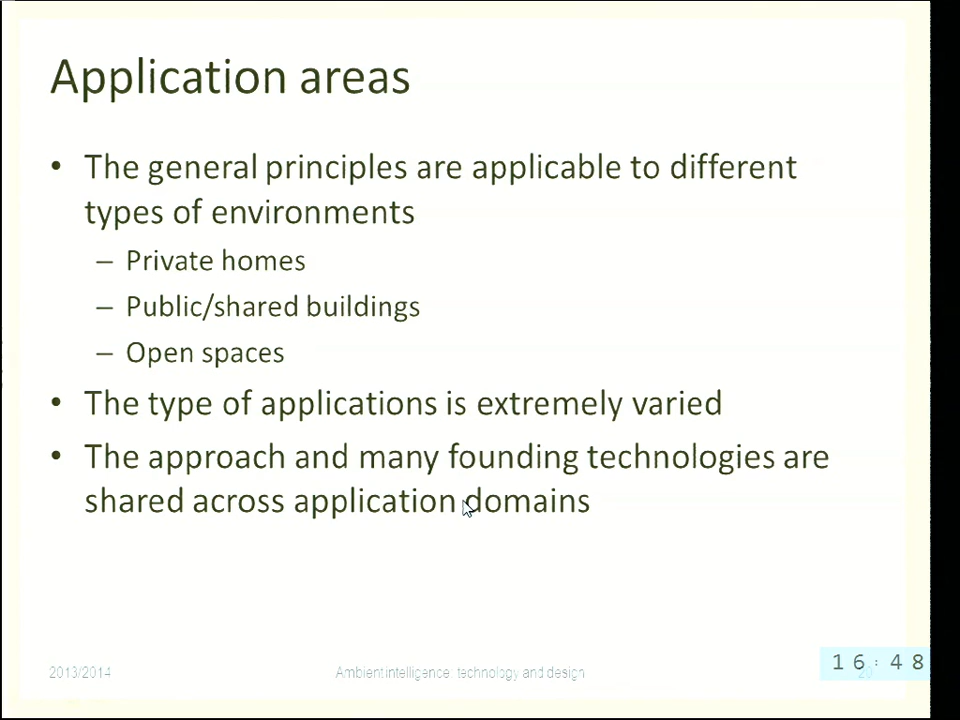 Application areas
• The general principles are applicable to different
types of environments
– Private homes
– Public/shared buildings
– Open spaces
• The type of applications is extremely varied
• The approach and many founding technologies are
shared across application domains
2013/2014
Ambient intelligence: technology and design
20
16:48